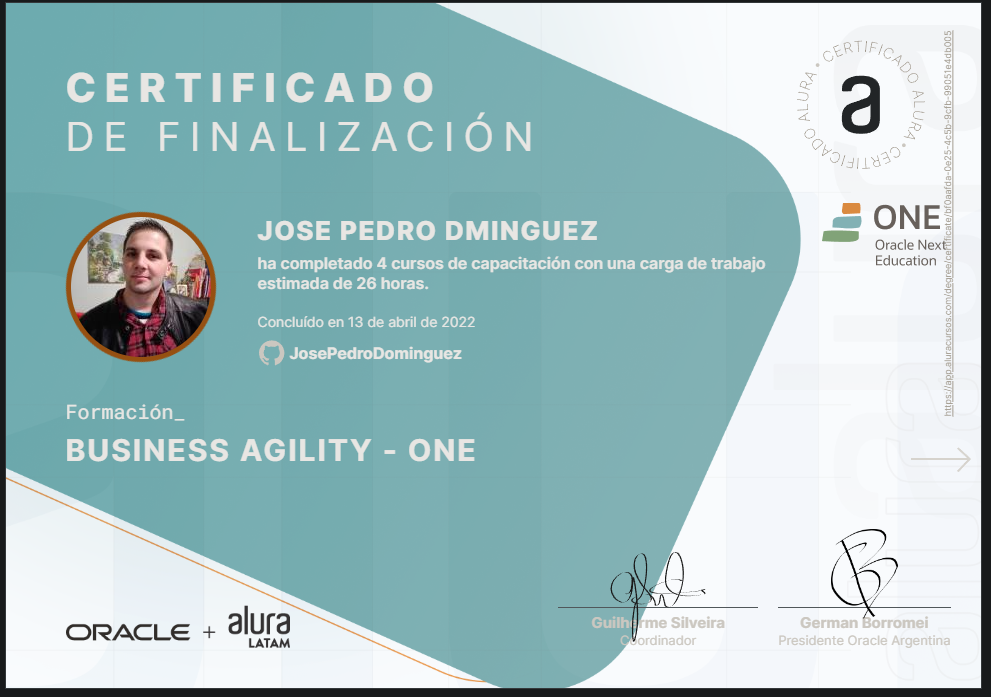 CERTIFICADO
DE FINALIZACIÓN
JOSE PEDRO DMINGUEZ
ha completado 4 cursos de capacitación con una carga de trabajo
estimada de 26 horas.
Concluído en 13 de abril de 2022
JosePedroDominguez
Formación_
BUSINESS AGILITY - ONE
ORACLE + alura
LATAM
CERTIFICADO ALURA • CERTIFICADO ALURA •
a
ONE
Oracle Next
Education
https://app.aluracursos.com/degree/certificate/bf0aafda-0e25-4c5b-9cfb-99051e4db005
Guilherme Silveira
Coordinador
German Borromei
Presidente Oracle Argentina
alura